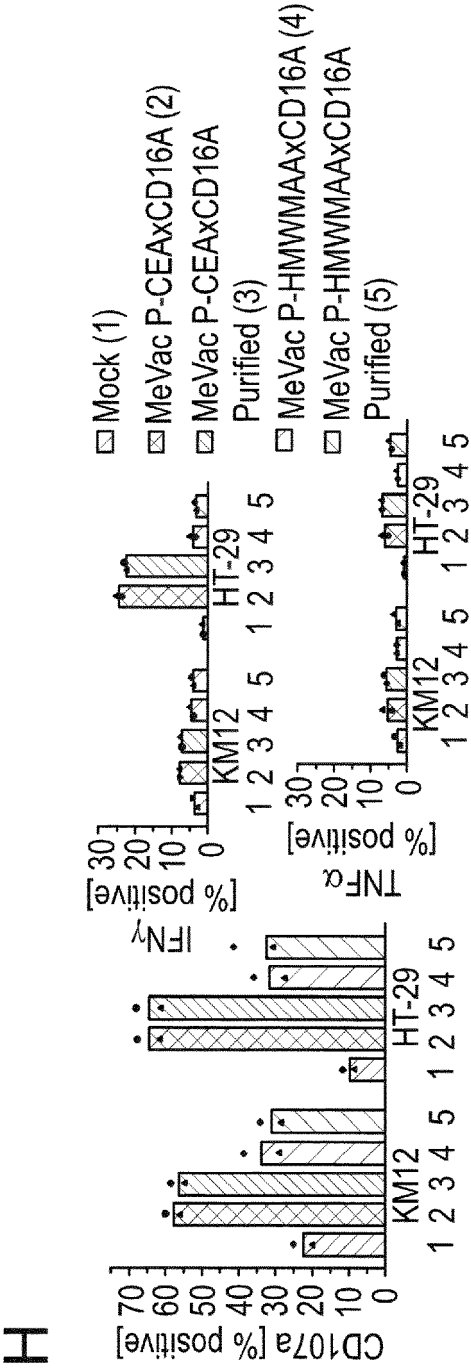 H
CD107a [% positive]
70
60
50
40
30
20
10
0
1 2 3 4 5 1 2 3 4 5
KM12 HT-29
IFNγ
[% positive]
30
20
10
0
1 2 3 4 5 1 2 3 4 5
KM12 HT-29
TNFα
[% positive]
30
20
10
0
1 2 3 4 5 1 2 3 4 5
KM12 HT-29
Mock (1)
MeVac P-CEAxCD16A (2)
MeVac P-CEAxCD16A
Purified (3)
MeVac P-HMWMAAxCD16A (4)
MeVac P-HMWMAAxCD16A
Purified (5)